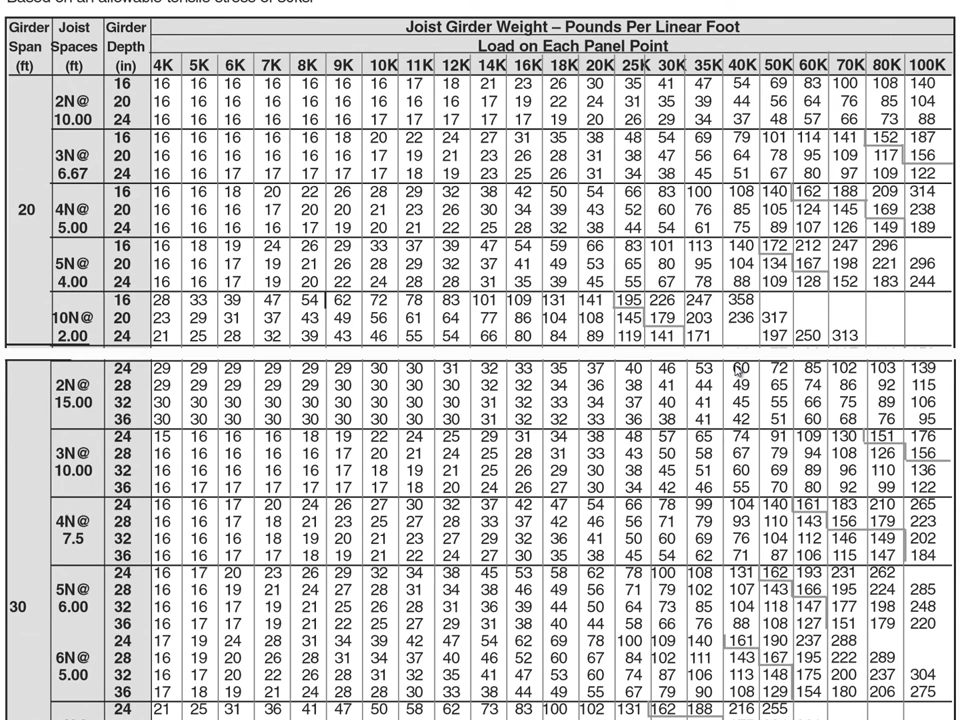 Girder Joist Girder Joist Girder Weight – Pounds Per Linear Foot
Span Spaces Depth Load on Each Panel Point
(ft) (ft) (in) 4K 5K 6K 7K 8K 9K 10K 11K 12K 14K 16K 18K 20K 25K 30K 35K 40K 50K 60K 70K 80K 100K
16 16 16 16 16 16 16 16 17 18 21 23 26 30 35 41 47 54 69 83 100 108 140
2N@ 20 16 16 16 16 16 16 16 16 16 17 19 22 24 31 35 39 44 56 64 76 85 104
10.00 24 16 16 16 16 16 16 17 17 17 17 17 19 20 26 29 34 37 48 57 66 73 88
16 16 16 16 16 16 18 20 22 24 27 31 35 38 48 54 69 79 101 114 141 152 187
3N@ 20 16 16 16 16 16 16 17 19 21 23 26 28 31 38 47 56 64 78 95 109 117 156
6.67 24 16 16 17 17 17 17 17 18 19 23 25 26 31 34 38 45 51 67 80 97 109 122
16 16 16 18 20 22 26 28 29 32 38 42 50 54 66 83 100 108 140 162 188 209 314
20 4N@ 20 16 16 16 17 20 20 21 23 26 30 34 39 43 52 60 76 85 105 124 145 169 238
5.00 24 16 16 16 16 17 19 20 21 22 25 28 32 38 44 54 61 75 89 107 126 149 189
16 16 18 19 24 26 29 33 37 39 47 54 59 66 83 101 113 140 172 212 247 296
5N@ 20 16 16 17 19 21 26 28 29 32 37 41 49 53 65 80 95 104 134 167 198 221 296
4.00 24 16 16 17 19 20 22 24 28 28 31 35 39 45 55 67 78 88 109 128 152 183 244
16 28 33 39 47 54 62 72 78 83 101 109 131 141 195 226 247 358
10N@ 20 23 29 31 37 43 49 56 61 64 77 86 104 108 145 179 203 236 317
2.00 24 21 25 28 32 39 43 46 55 54 66 80 84 89 119 141 171 197 250 313
24 29 29 29 29 29 29 30 30 31 32 33 35 37 40 46 53 60 72 85 102 103 139
2N@ 28 29 29 29 29 30 30 30 30 30 32 32 34 34 36 38 41 44 49 65 74 86 92 115
15.00 32 30 30 30 30 30 30 30 30 30 32 33 33 34 37 40 41 45 55 66 75 89 106
36 30 30 30 30 30 30 30 30 30 31 32 32 33 36 38 41 42 51 60 68 76 95
24 15 16 16 16 18 19 22 24 25 29 31 34 38 48 57 65 74 91 109 130 151 176
3N@ 28 16 16 16 16 16 17 20 21 24 25 28 31 33 43 50 58 67 79 94 108 126 156
10.00 32 16 16 16 16 16 17 18 19 21 25 26 29 30 38 45 51 60 69 89 96 110 136
36 16 17 17 17 17 17 17 18 20 24 26 27 30 34 42 46 55 70 80 92 99 122
24 16 16 17 20 24 26 27 30 32 37 42 47 54 66 78 99 104 140 161 183 210 265
4N@ 28 16 16 17 18 21 23 25 27 28 33 37 42 46 56 71 79 93 110 143 156 179 223
7.5 32 16 16 16 18 19 20 21 23 27 29 32 36 41 50 60 69 76 104 112 146 149 202
36 16 16 17 17 18 19 21 22 24 27 30 35 38 45 54 62 71 87 106 115 147 184
24 16 17 20 23 26 29 32 34 38 45 53 58 62 78 100 108 131 162 193 231 262
5N@ 28 16 16 19 21 24 27 28 31 34 38 46 49 56 71 79 102 107 143 166 195 224 285
30 6.00 32 16 16 17 19 21 25 26 28 31 36 39 44 50 64 73 85 104 118 147 177 198 248
36 16 17 17 19 21 22 25 27 29 31 38 40 44 58 66 76 88 108 127 151 179 220
24 17 19 24 28 31 34 39 42 47 54 62 69 78 100 109 140 161 190 237 288
6N@ 28 16 19 20 26 28 31 34 37 40 46 52 60 67 84 102 111 143 167 195 222 289
5.00 32 16 17 20 22 26 28 31 32 35 41 47 53 60 74 87 106 113 148 175 200 237 304
36 17 18 19 21 24 28 28 30 33 38 44 49 55 67 79 90 108 129 154 180 206 275
24 21 25 31 36 41 47 50 58 62 73 83 100 102 131 162 188 216 255